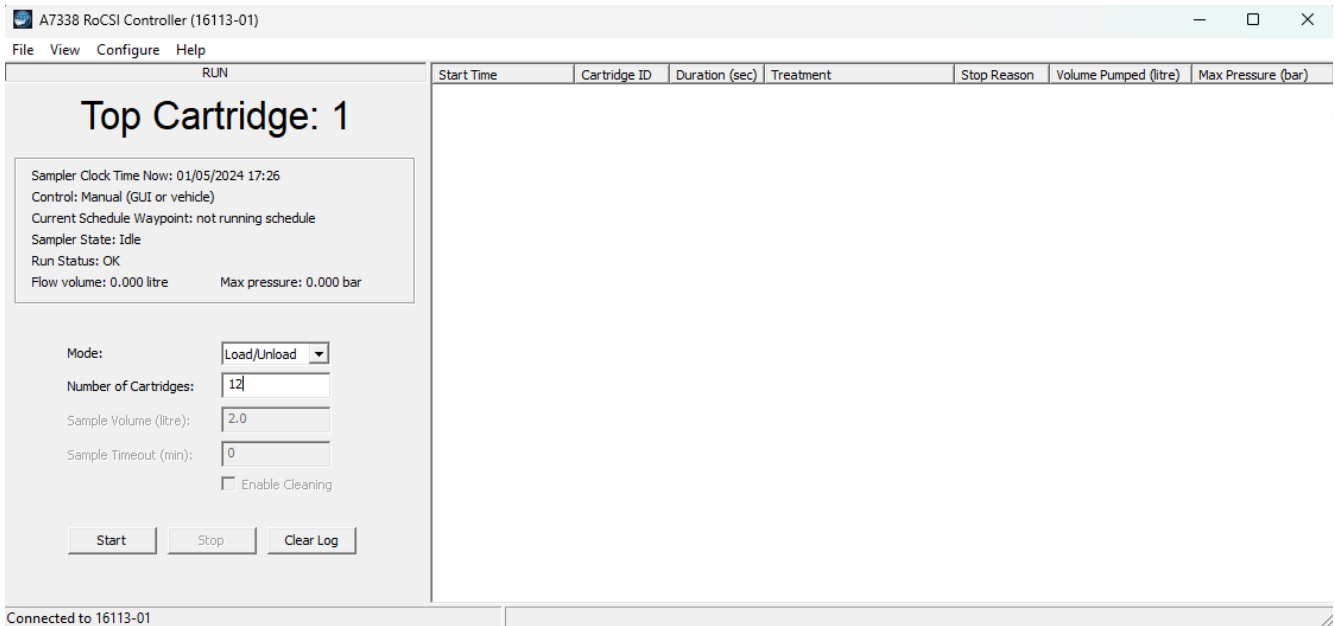 A7338 RoCSI Controller (16113-01)
File View Configure Help
RUN
Top Cartridge: 1
Sampler Clock Time Now: 01/05/2024 17:26
Control: Manual (GUI or vehicle)
Current Schedule Waypoint: not running schedule
Sampler State: Idle
Run Status: OK
Flow volume: 0.000 litre Max pressure: 0.000 bar
Mode: Load/Unload
Number of Cartridges: 12
Sample Volume (litre): 2.0
Sample Timeout (min): 0
Enable Cleaning
Start Stop Clear Log
Start Time Cartridge ID Duration (sec) Treatment Stop Reason Volume Pumped (litre) Max Pressure (bar)
Connected to 16113-01